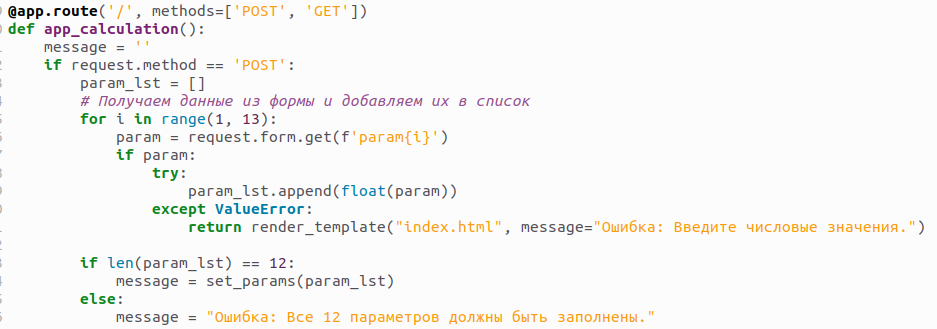 @app.route('/', methods=['POST', 'GET'])
def app_calculation():
    message = ''
    if request.method == 'POST':
        param_lst = []
        # Получаем данные из формы и добавляем их в список
        for i in range(1, 13):
            param = request.form.get(f'param{i}')
            if param:
                try:
                    param_lst.append(float(param))
                except ValueError:
                    return render_template("index.html", message="Ошибка: Введите числовые значения.")
        if len(param_lst) == 12:
            message = set_params(param_lst)
        else:
            message = "Ошибка: Все 12 параметров должны быть заполнены."